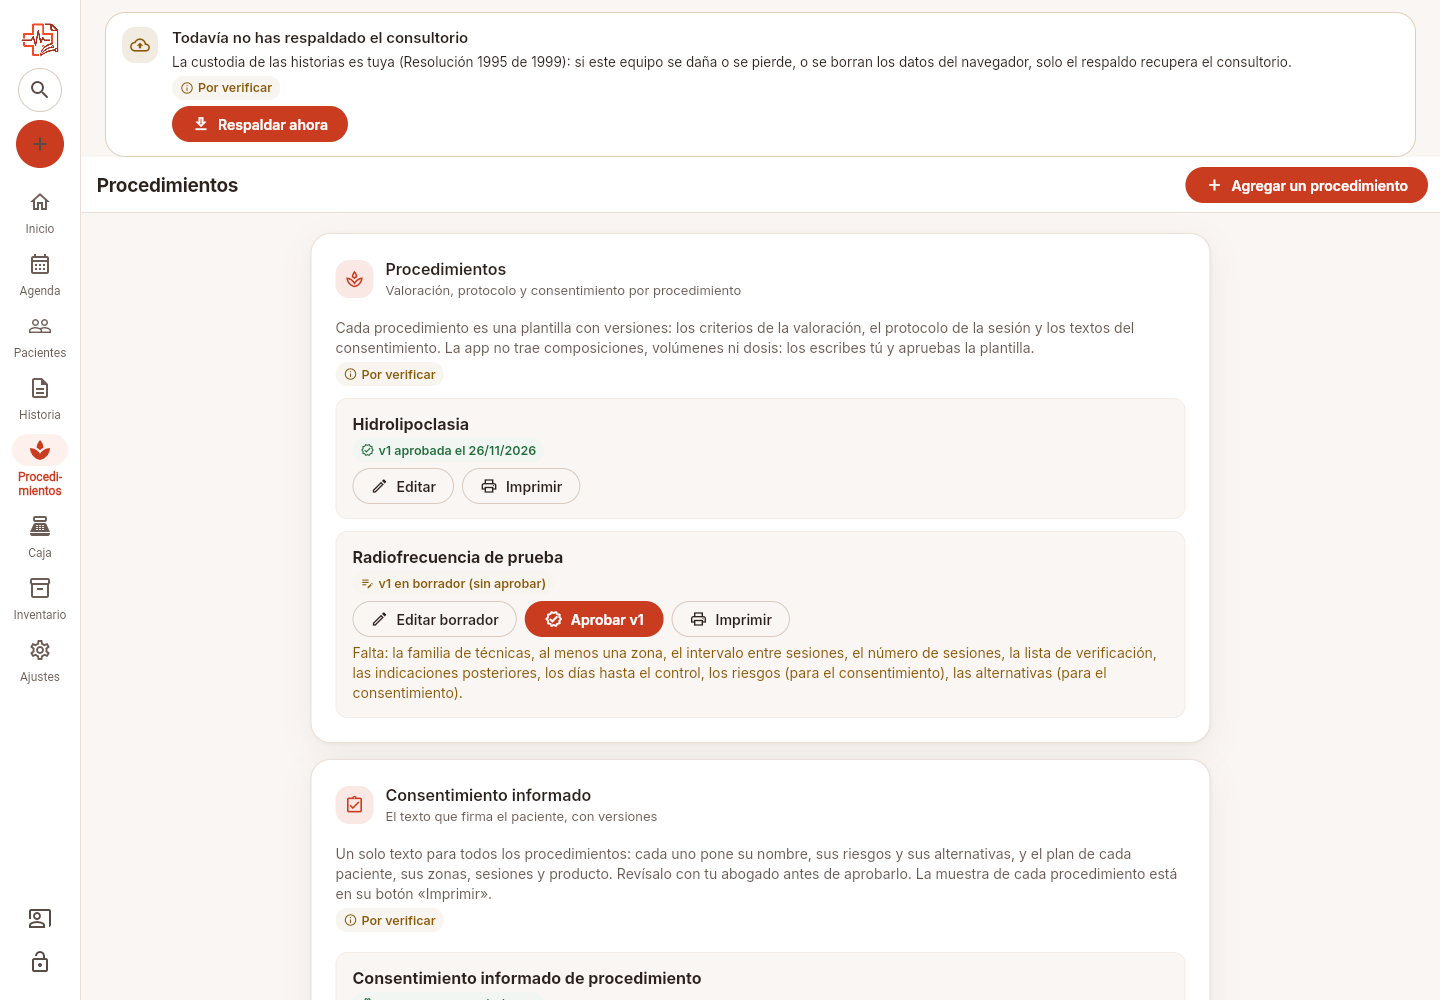 Todavía no has respaldado el consultorio
La custodia de las historias es tuya (Resolución 1995 de 1999): si este equipo se daña o se pierde, o se borran los datos del navegador, solo el respaldo recupera el consultorio.
Por verificar
Respaldar ahora
Procedimientos
Agregar un procedimiento
Inicio
Agenda
Pacientes
Historia
Procedi-
mientos
Caja
Inventario
Ajustes
Procedimientos
Valoración, protocolo y consentimiento por procedimiento
Cada procedimiento es una plantilla con versiones: los criterios de la valoración, el protocolo de la sesión y los textos del
consentimiento. La app no trae composiciones, volúmenes ni dosis: los escribes tú y apruebas la plantilla.
Por verificar
Hidrolipoclasia
v1 aprobada el 26/11/2026
Editar
Imprimir
Radiofrecuencia de prueba
v1 en borrador (sin aprobar)
Editar borrador
Aprobar v1
Imprimir
Falta: la familia de técnicas, al menos una zona, el intervalo entre sesiones, el número de sesiones, la lista de verificación,
las indicaciones posteriores, los días hasta el control, los riesgos (para el consentimiento), las alternativas (para el
consentimiento).
Consentimiento informado
El texto que firma el paciente, con versiones
Un solo texto para todos los procedimientos: cada uno pone su nombre, sus riesgos y sus alternativas, y el plan de cada
paciente, sus zonas, sesiones y producto. Revísalo con tu abogado antes de aprobarlo. La muestra de cada procedimiento está
en su botón «Imprimir».
Por verificar
Consentimiento informado de procedimiento